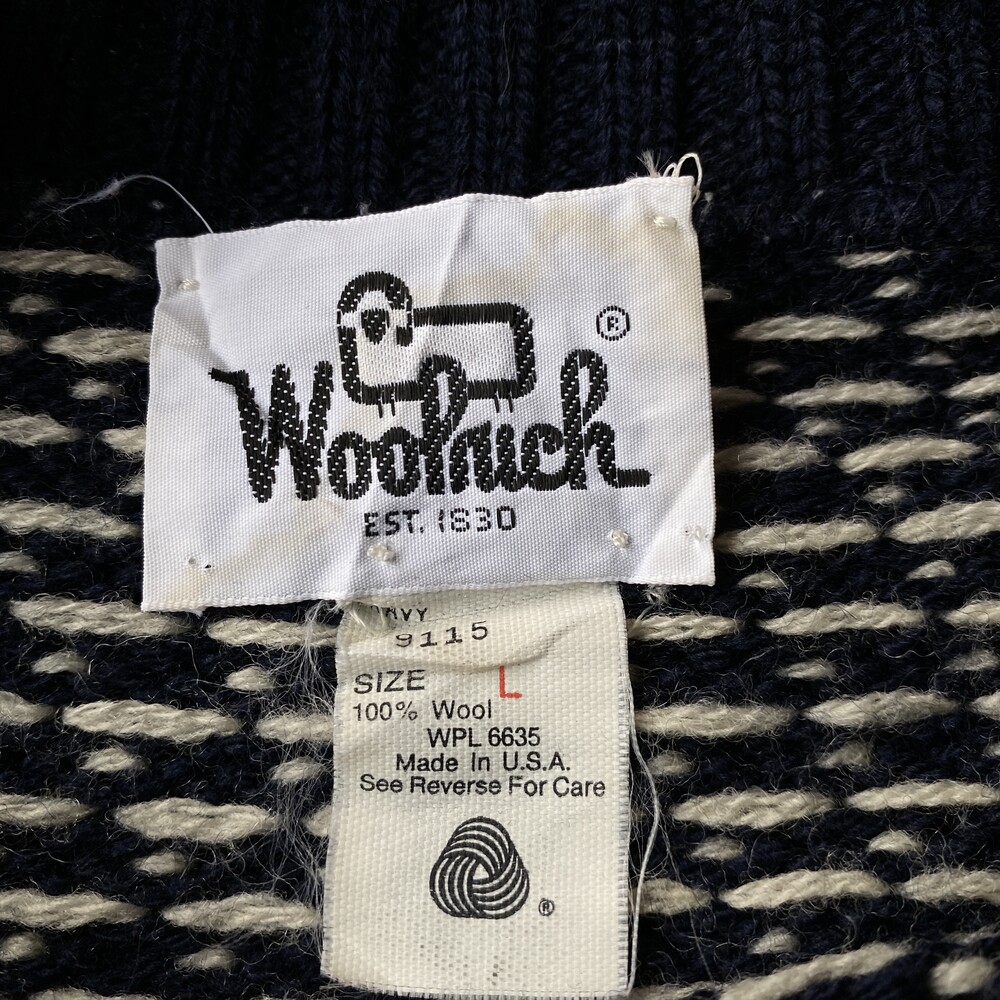 Woolrich
®
EST. 1830
NAVY
9115
SIZE L
100% Wool
WPL 6635
Made In U.S.A.
See Reverse For Care
®